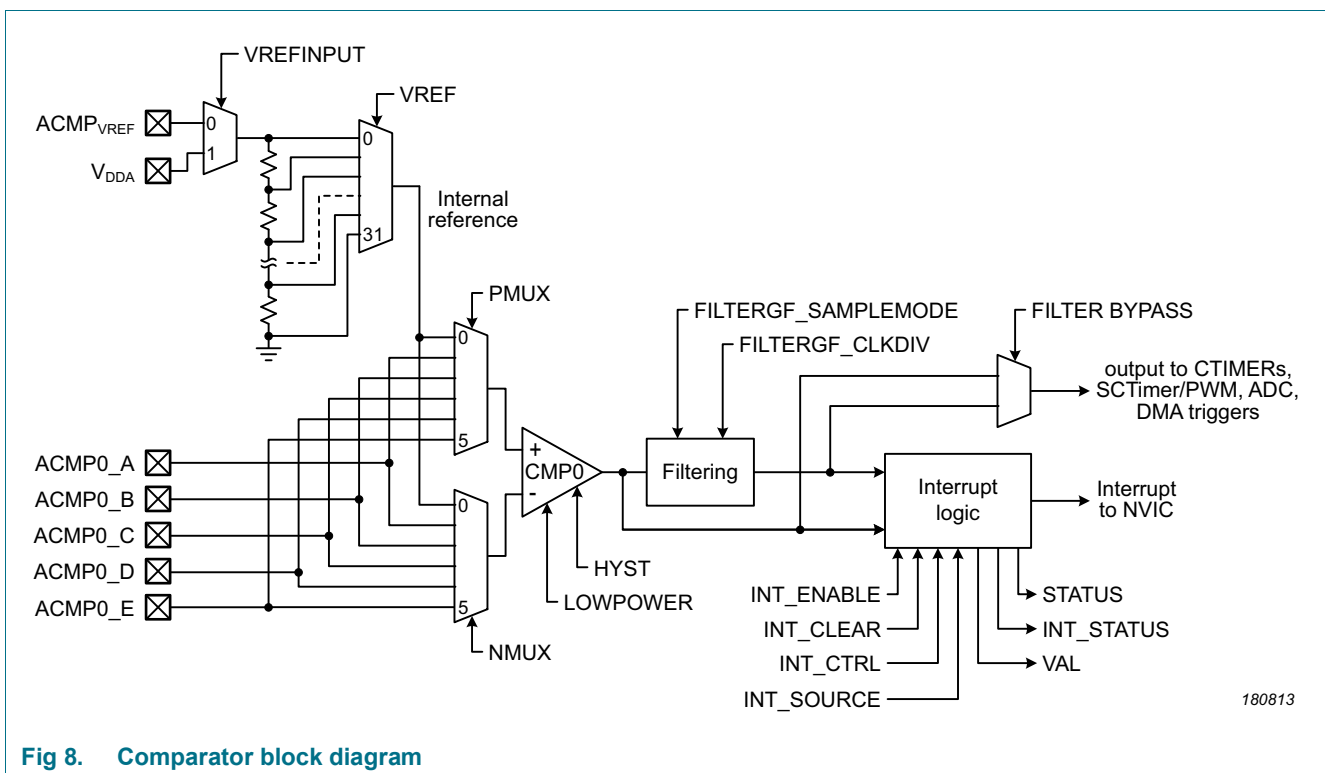 VREFINPUT
ACMPVREF
0
VDDA
1
VREF
0
31
Internal
reference
PMUX
0
5
ACMP0_A
ACMP0_B
ACMP0_C
ACMP0_D
ACMP0_E
0
5
NMUX
+
CMP0
-
HYST
LOWPOWER
FILTERGF_SAMPLEMODE
FILTERGF_CLKDIV
Filtering
FILTER BYPASS
output to CTIMERs,
SCTimer/PWM, ADC,
DMA triggers
Interrupt
logic
Interrupt
to NVIC
INT_ENABLE
INT_CLEAR
INT_CTRL
INT_SOURCE
STATUS
INT_STATUS
VAL
180813
Fig 8. Comparator block diagram